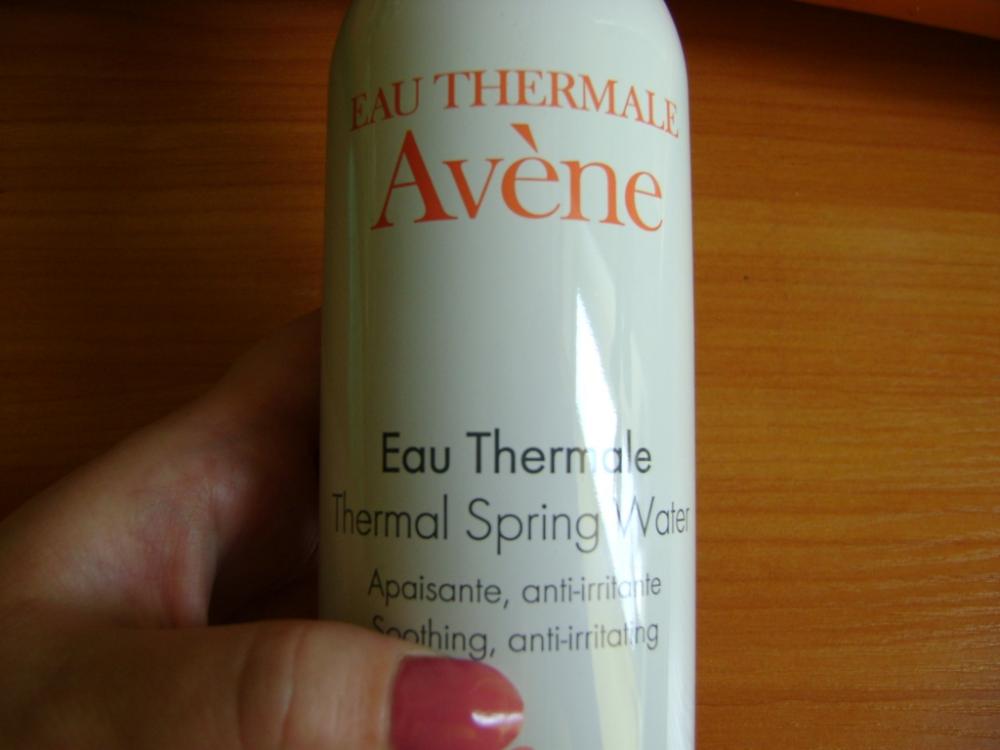 EAU THERMALE
Avène
Eau Thermale
Thermal Spring Water
Apaisante, anti-irritante
Soothing, anti-irritating